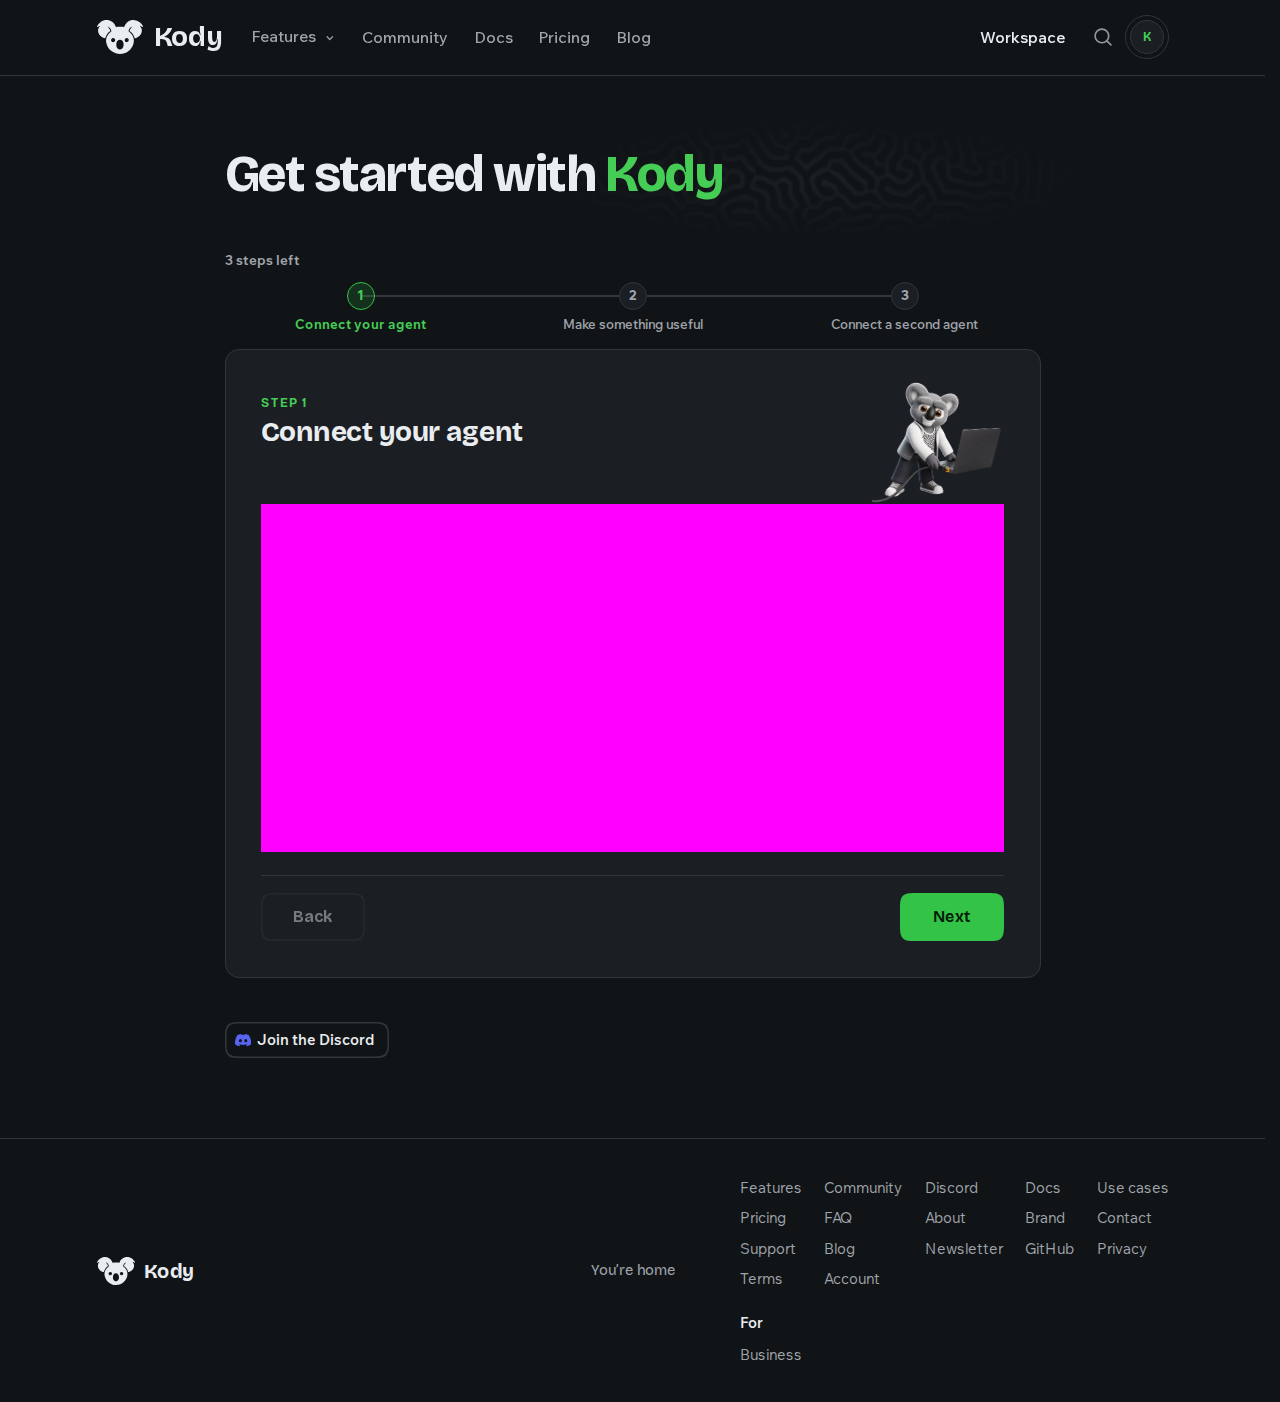 Kody
Features
Community
Docs
Pricing
Blog
Workspace
K
Get started with Kody
3 steps left
1
2
3
Connect your agent
Make something useful
Connect a second agent
STEP 1
Connect your agent
Back
Next
Join the Discord
Kody
You're home
Features
Community
Discord
Docs
Use cases
Pricing
FAQ
About
Brand
Contact
Support
Blog
Newsletter
GitHub
Privacy
Terms
Account
For
Business